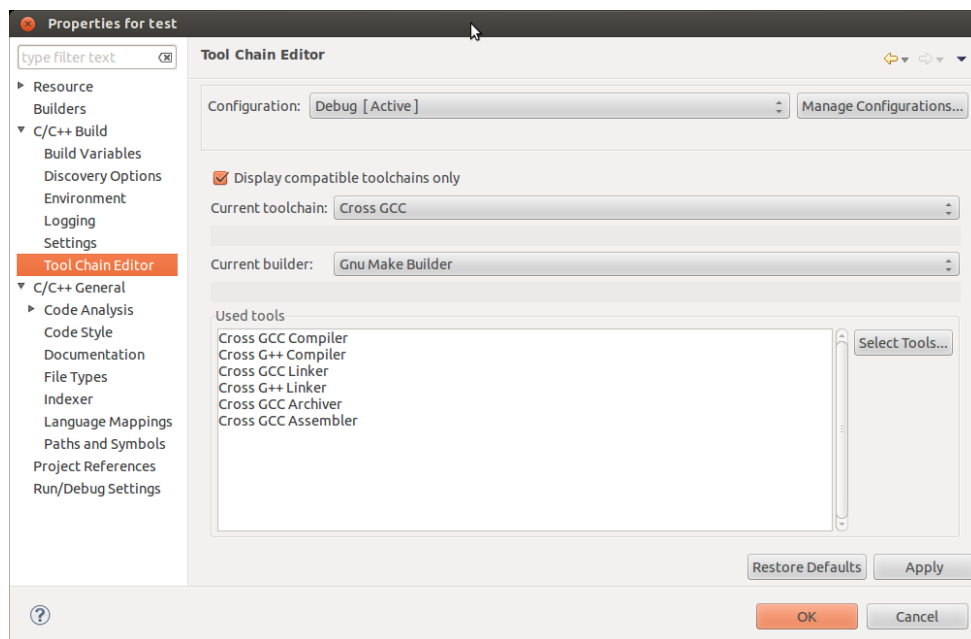 Properties for test
type filter text
Resource
Builders
C/C++ Build
Build Variables
Discovery Options
Environment
Logging
Settings
Tool Chain Editor
C/C++ General
Code Analysis
Code Style
Documentation
File Types
Indexer
Language Mappings
Paths and Symbols
Project References
Run/Debug Settings
Tool Chain Editor
Configuration: Debug [ Active ] Manage Configurations...
Display compatible toolchains only
Current toolchain: Cross GCC
Current builder: Gnu Make Builder
Used tools
Cross GCC Compiler
Cross G++ Compiler
Cross GCC Linker
Cross G++ Linker
Cross GCC Archiver
Cross GCC Assembler
Select Tools...
Restore Defaults Apply
? OK Cancel